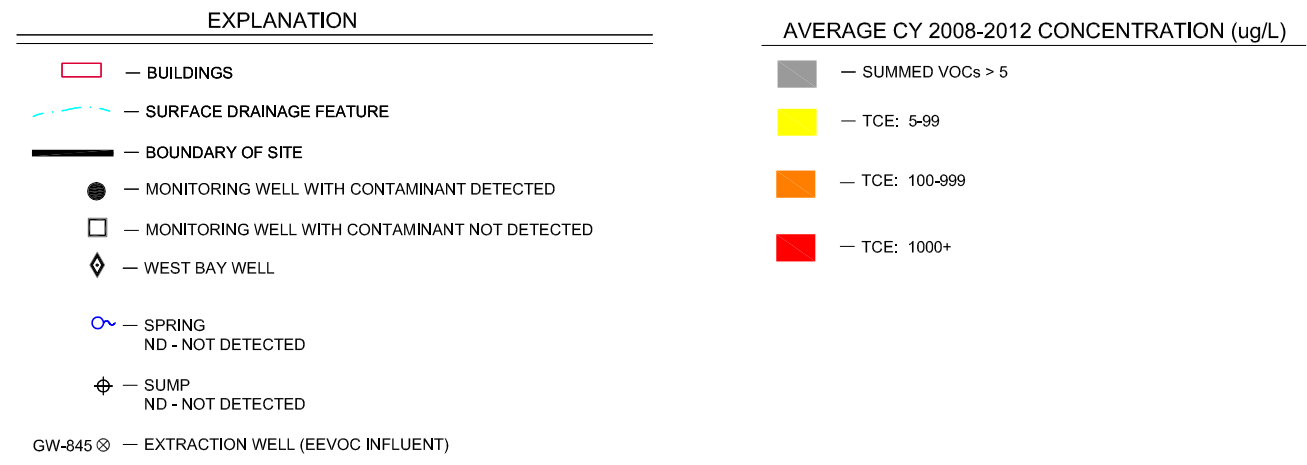 EXPLANATION
— BUILDINGS
— SURFACE DRAINAGE FEATURE
— BOUNDARY OF SITE
— MONITORING WELL WITH CONTAMINANT DETECTED
— MONITORING WELL WITH CONTAMINANT NOT DETECTED
— WEST BAY WELL
— SPRING
ND - NOT DETECTED
— SUMP
ND - NOT DETECTED
GW-845 — EXTRACTION WELL (EEVOC INFLUENT)
AVERAGE CY 2008-2012 CONCENTRATION (ug/L)
— SUMMED VOCs > 5
— TCE: 5-99
— TCE: 100-999
— TCE: 1000+